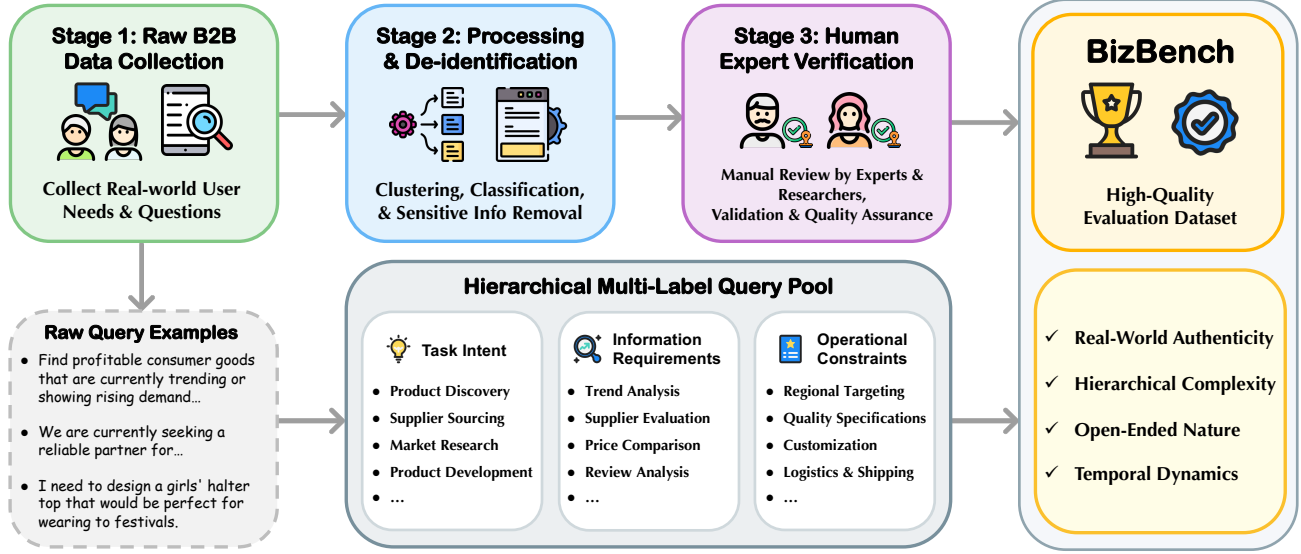 Stage 1: Raw B2B
Data Collection
Collect Real-world User
Needs & Questions
Stage 2: Processing
& De-identification
Clustering, Classification,
& Sensitive Info Removal
Stage 3: Human
Expert Verification
Manual Review by Experts &
Researchers,
Validation & Quality Assurance
BizBench
High-Quality
Evaluation Dataset
Raw Query Examples
● Find profitable consumer goods
that are currently trending or
showing rising demand...
● We are currently seeking a
reliable partner for...
● I need to design a girls' halter
top that would be perfect for
wearing to festivals.
Hierarchical Multi-Label Query Pool
Task Intent
● Product Discovery
● Supplier Sourcing
● Market Research
● Product Development
● ...
Information
Requirements
● Trend Analysis
● Supplier Evaluation
● Price Comparison
● Review Analysis
● ...
Operational
Constraints
● Regional Targeting
● Quality Specifications
● Customization
● Logistics & Shipping
● ...
✓ Real-World Authenticity
✓ Hierarchical Complexity
✓ Open-Ended Nature
✓ Temporal Dynamics